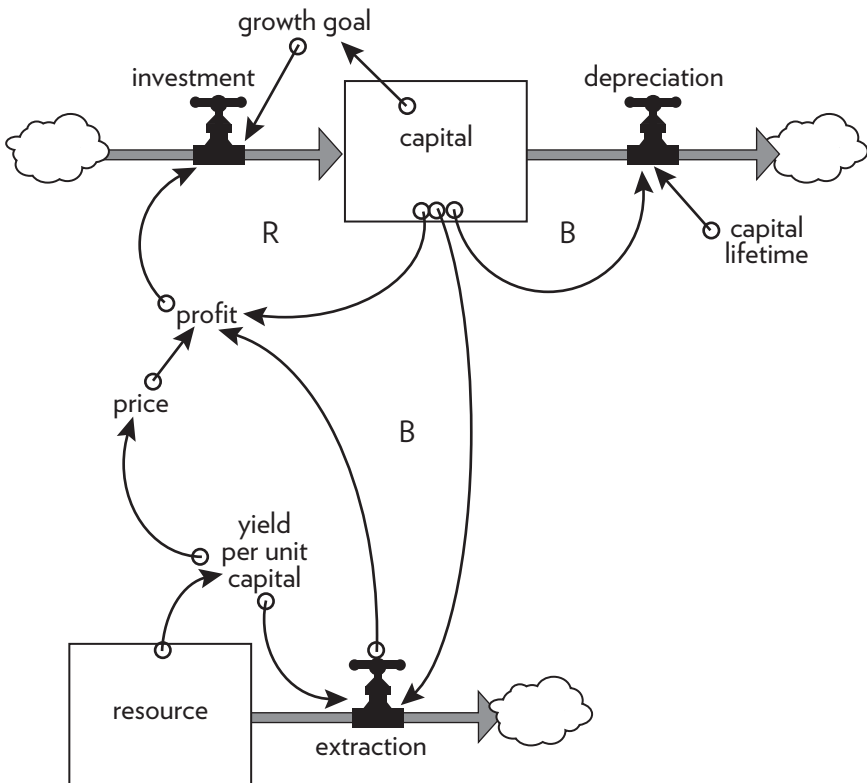 growth goal
investment
depreciation
capital
R
B
capital
lifetime
profit
price
B
yield
per unit
capital
resource
extraction